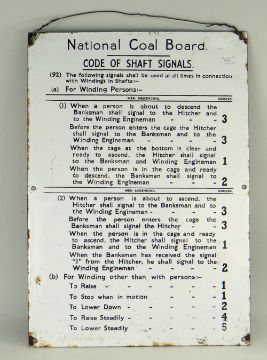 National Coal Board.
CODE OF SHAFT SIGNALS.
(92) The following signals shall be used at all times in connection
with Windings in Shafts:-
(a) For Winding Persons:-
(1) When a person is about to descend the
Banksman shall signal to the Hitcher and
to the Winding Engineman - - - 3
Before the person enters the cage the Hitcher
shall signal to the Banksman and to the
Winding Engineman - - - - 3
When the cage at the bottom is clear and
ready to ascend, the Hitcher shall signal
to the Banksman and Winding Engineman 1
When the person is in the cage and ready
to descend, the Banksman shall signal to
the Winding Engineman - - - 2
MEN ASCENDING.
(2) When a person is about to ascend, the
Hitcher shall signal to the Banksman and to
the Winding Engineman - - - 3
Before the person enters the cage the
Banksman shall signal the Hitcher - - 3
When the person is in the cage and ready
to ascend, the Hitcher shall signal to the
Banksman and to the Winding Engineman 1
When the Banksman has received the signal
"1" from the Hitcher, he shall signal to the
Winding Engineman - - - - 2
(b) For Winding other than with persons:-
To Raise - - - - - 1
To Stop when in motion - - - 1
To Lower Down - - - - 2
To Raise Steadily - - - - 4
To Lower Steadily - - - - 5